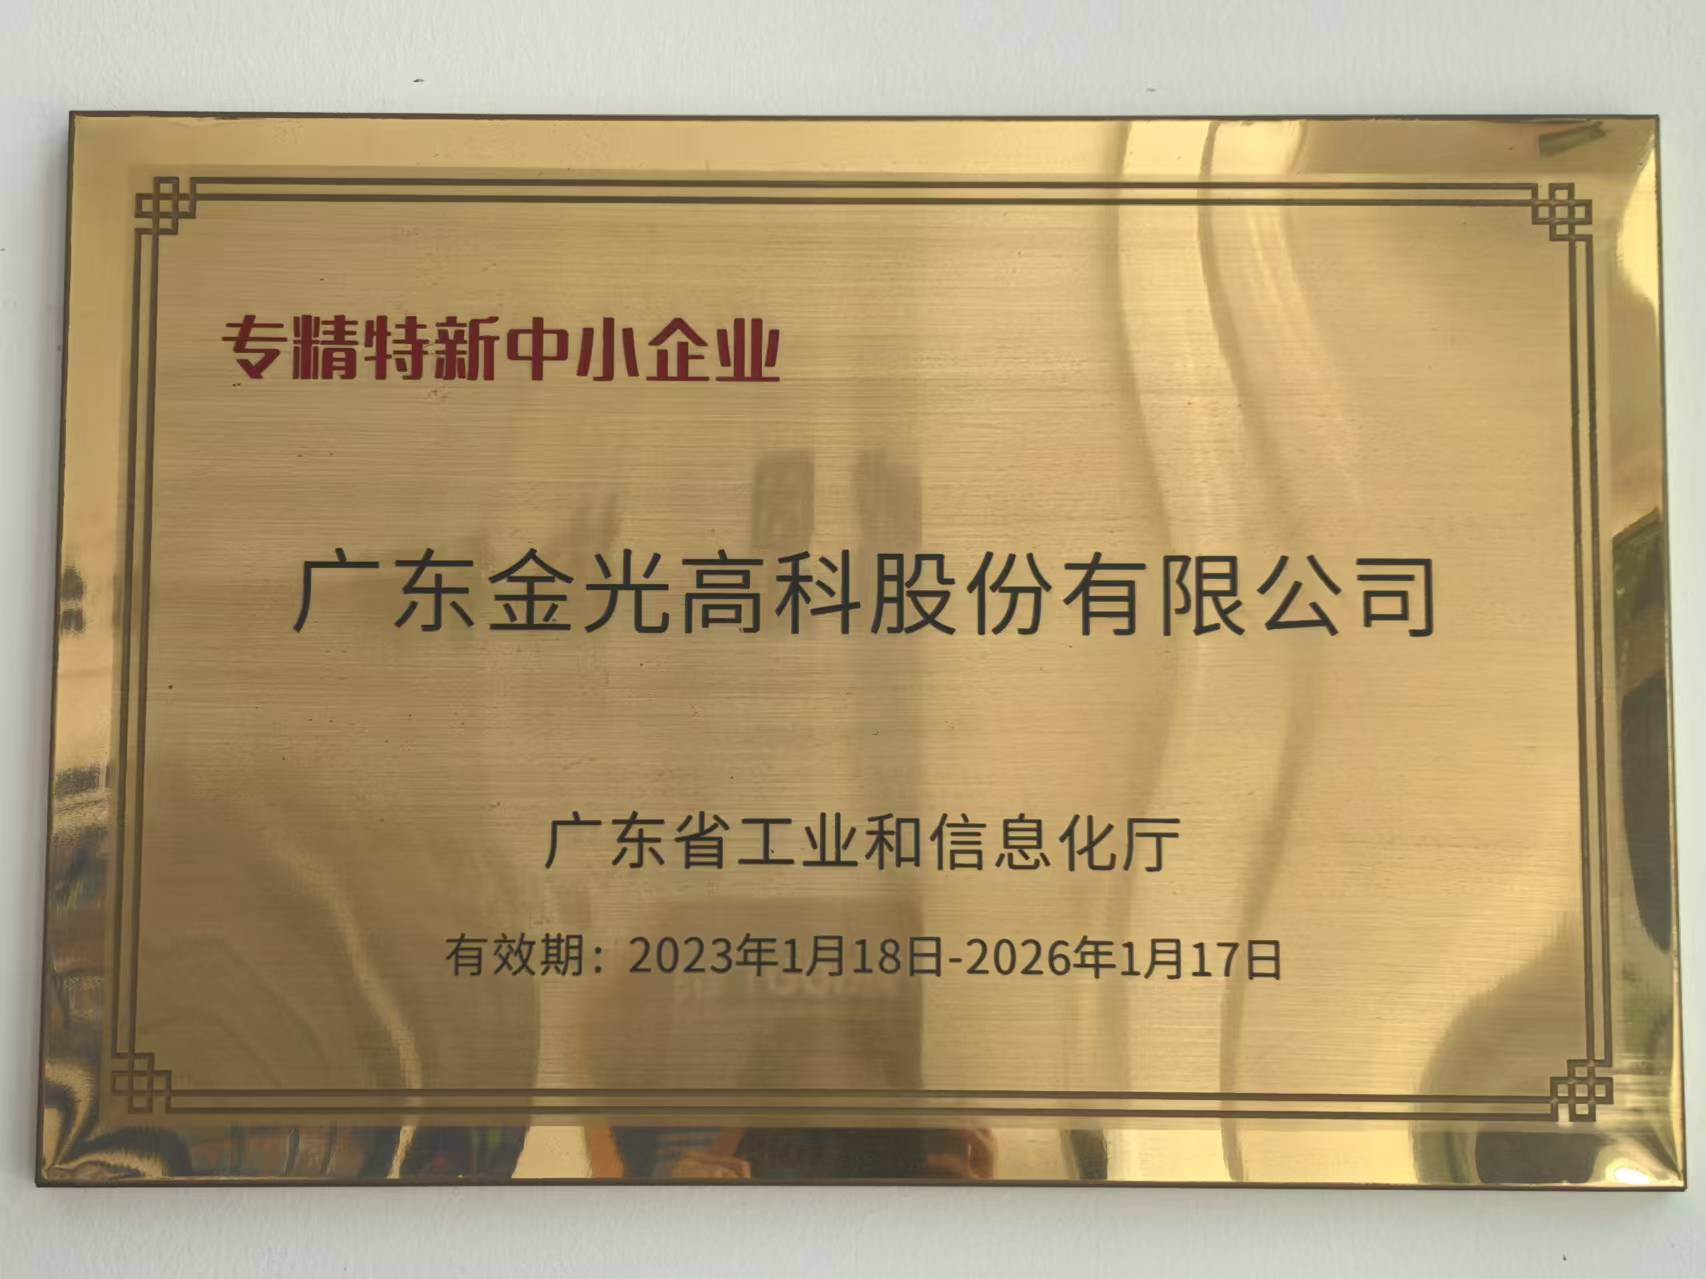 专精特新中小企业
广东金光高科股份有限公司
广东省工业和信息化厅
有效期：2023年1月18日-2026年1月17日